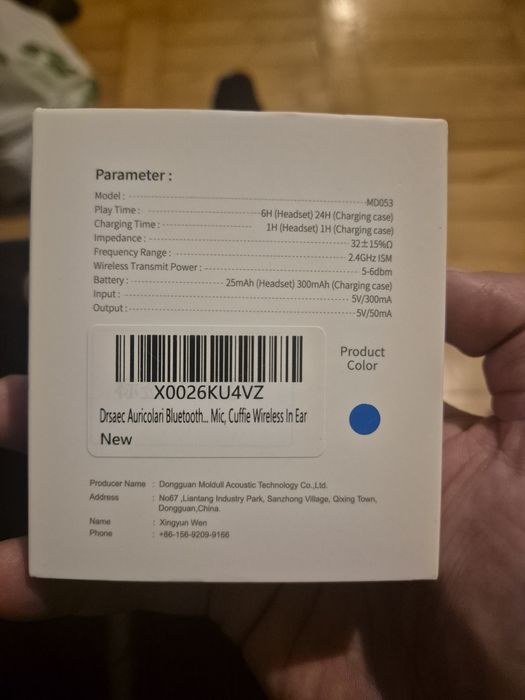 Parameter :
Model : MD053
Play Time : 6H (Headset) 24H (Charging case)
Charging Time : 1H (Headset) 1H (Charging case)
Impedance : 32±15%Ω
Frequency Range : 2.4GHz ISM
Wireless Transmit Power : 5-6dbm
Battery : 25mAh (Headset) 300mAh (Charging case)
Input : 5V/300mA
Output : 5V/50mA
X0026KU4VZ
Drsaec Auricolari Bluetooth... Mic, Cuffie Wireless In Ear
New
Product
Color
Producer Name : Dongguan Moldull Acoustic Technology Co.,Ltd.
Address : No67 ,Liantang Industry Park, Sanzhong Village, Qixing Town,
Dongguan,China.
Name : Xingyun Wen
Phone : +86-156-9209-9166